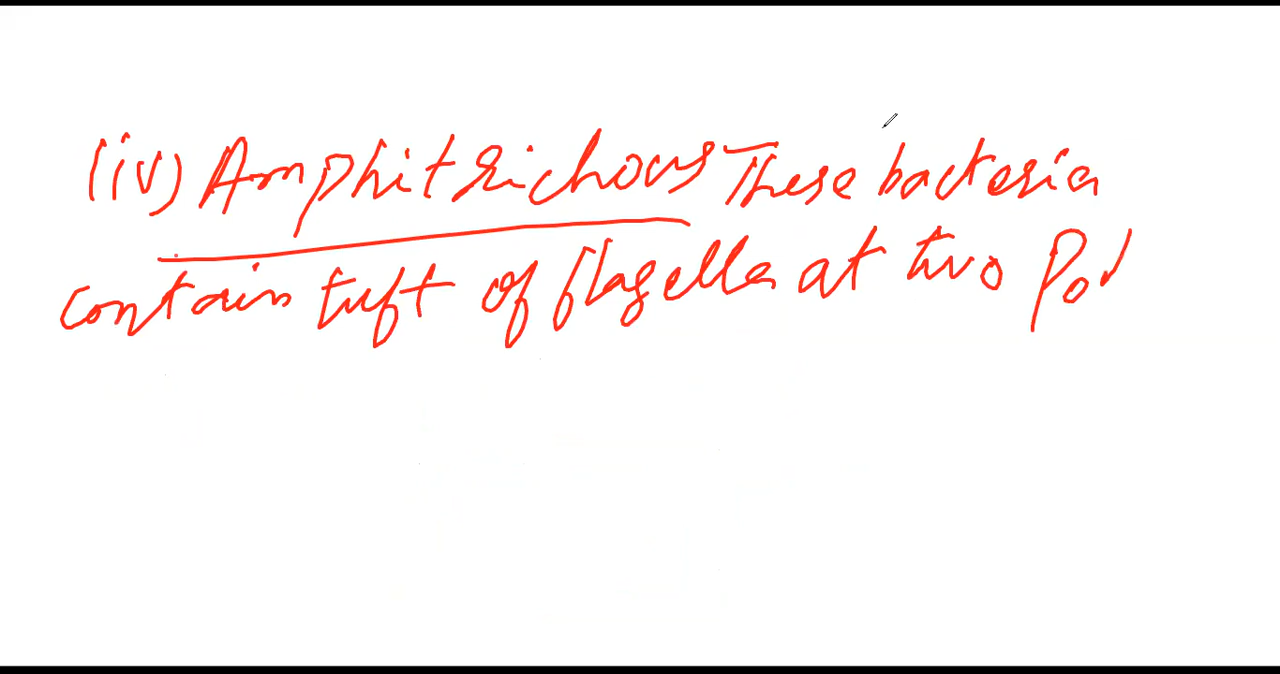 (iv) Amphitrichous These bacteria
contain tuft of flagella at two Pol